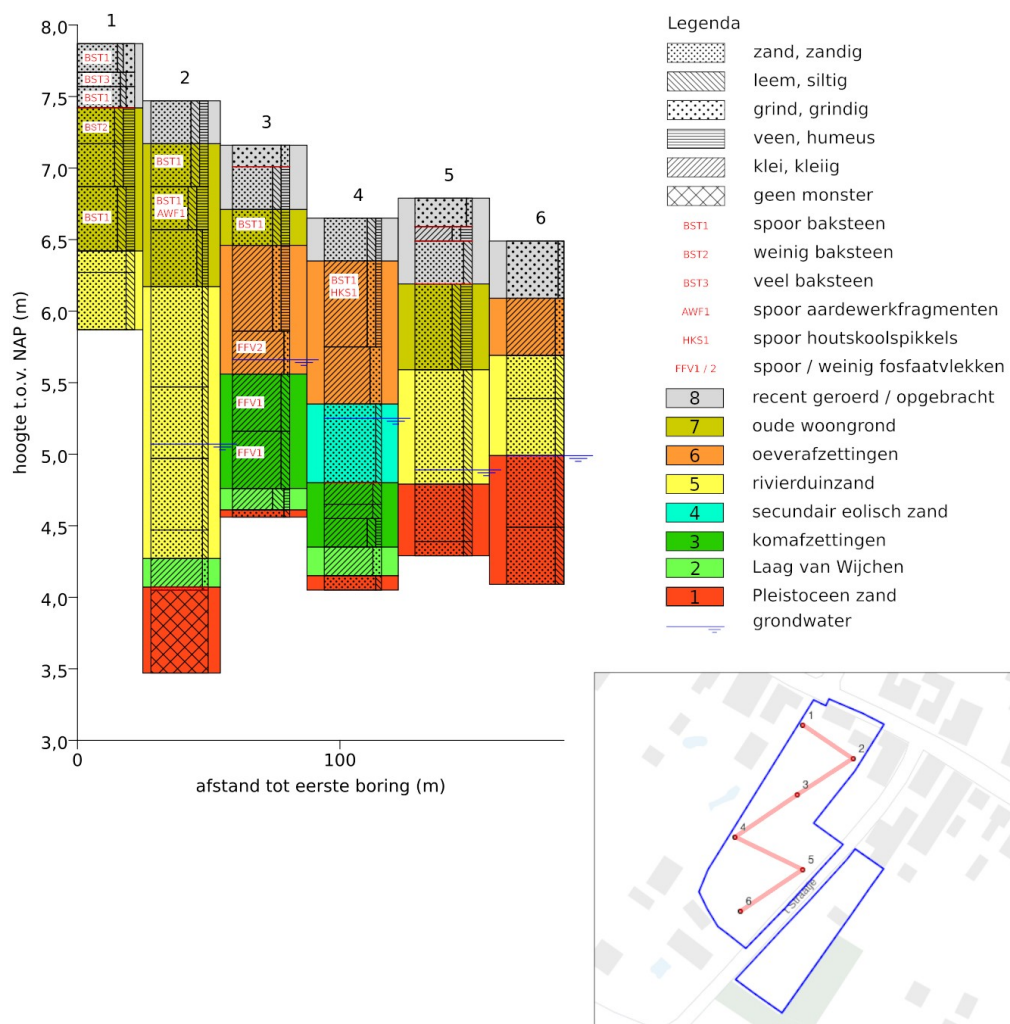 8,0
7,5
7,0
6,5
6,0
5,5
5,0
4,5
4,0
3,5
3,0
hoogte t.o.v. NAP (m)
0
100
afstand tot eerste boring (m)
1
BST1
BST3
BST1
BST2
BST1
2
BST1
BST1
AWF1
3
BST1
FFV2
FFV1
FFV1
4
BST1
HKS1
5
6
Legenda
zand, zandig
leem, siltig
grind, grindig
veen, humeus
klei, kleiig
geen monster
BST1 spoor baksteen
BST2 weinig baksteen
BST3 veel baksteen
AWF1 spoor aardewerkfragmenten
HKS1 spoor houtskoolspikkels
FFV1 / 2 spoor / weinig fosfaatvlekken
8 recent geroerd / opgebracht
7 oude woongrond
6 oeverafzettingen
5 rivierduinzand
4 secundair eolisch zand
3 komafzettingen
2 Laag van Wijchen
1 Pleistoceen zand
grondwater
1
2
3
4
5
6
't Straatje